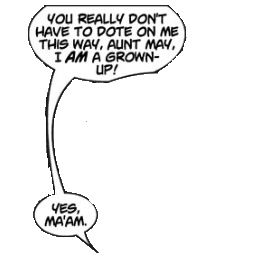 YOU REALLY DON'T
HAVE TO DOTE ON ME
THIS WAY, AUNT MAY,
I AM A GROWN-
UP!
YES,
MA'AM.